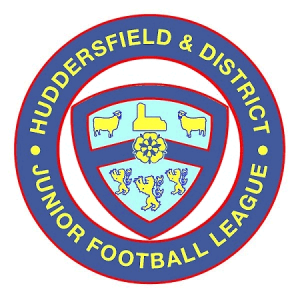 HUDDERSFIELD & DISTRICT
JUNIOR FOOTBALL LEAGUE